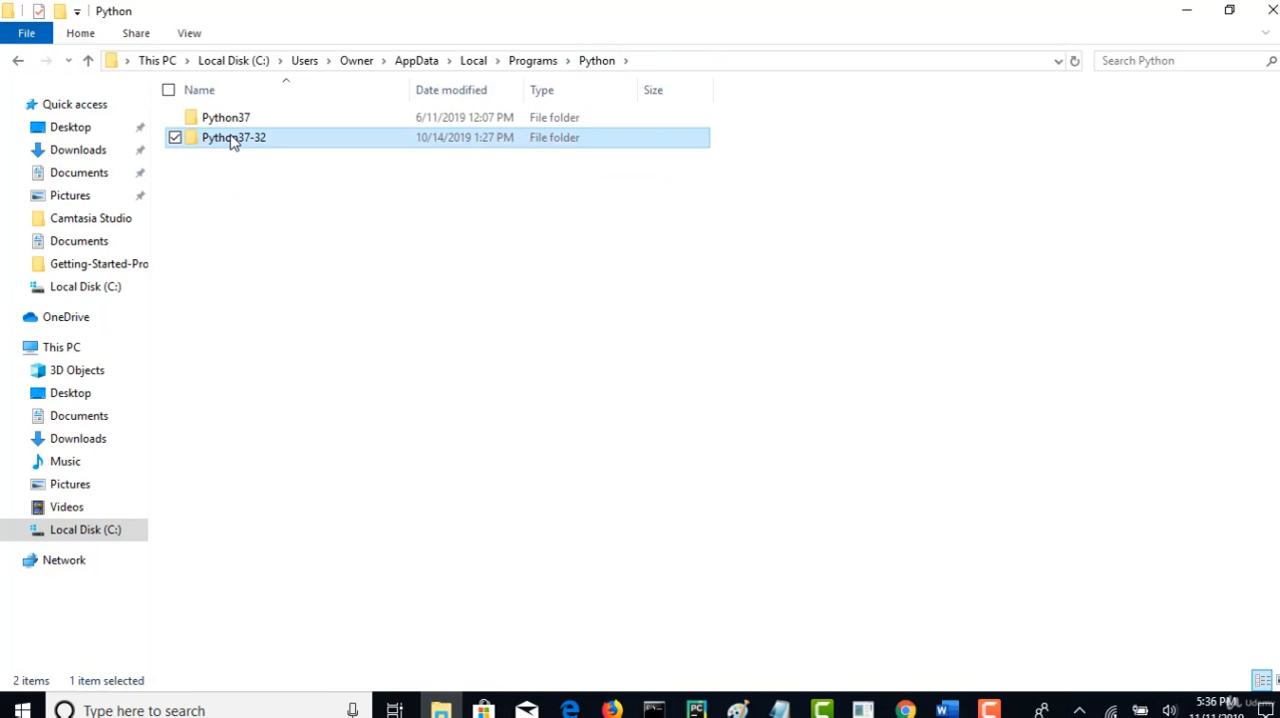 Python
File Home Share View
This PC Local Disk (C:) Users Owner AppData Local Programs Python Search Python
Name Date modified Type Size
Quick access
Desktop
Downloads
Documents
Pictures
Camtasia Studio
Documents
Getting-Started-Pro
Local Disk (C:)
OneDrive
This PC
3D Objects
Desktop
Documents
Downloads
Music
Pictures
Videos
Local Disk (C:)
Network
Python37 6/11/2019 12:07 PM File folder
Python37-32 10/14/2019 1:27 PM File folder
2 items 1 item selected
Type here to search
5:36 PM
Udemy